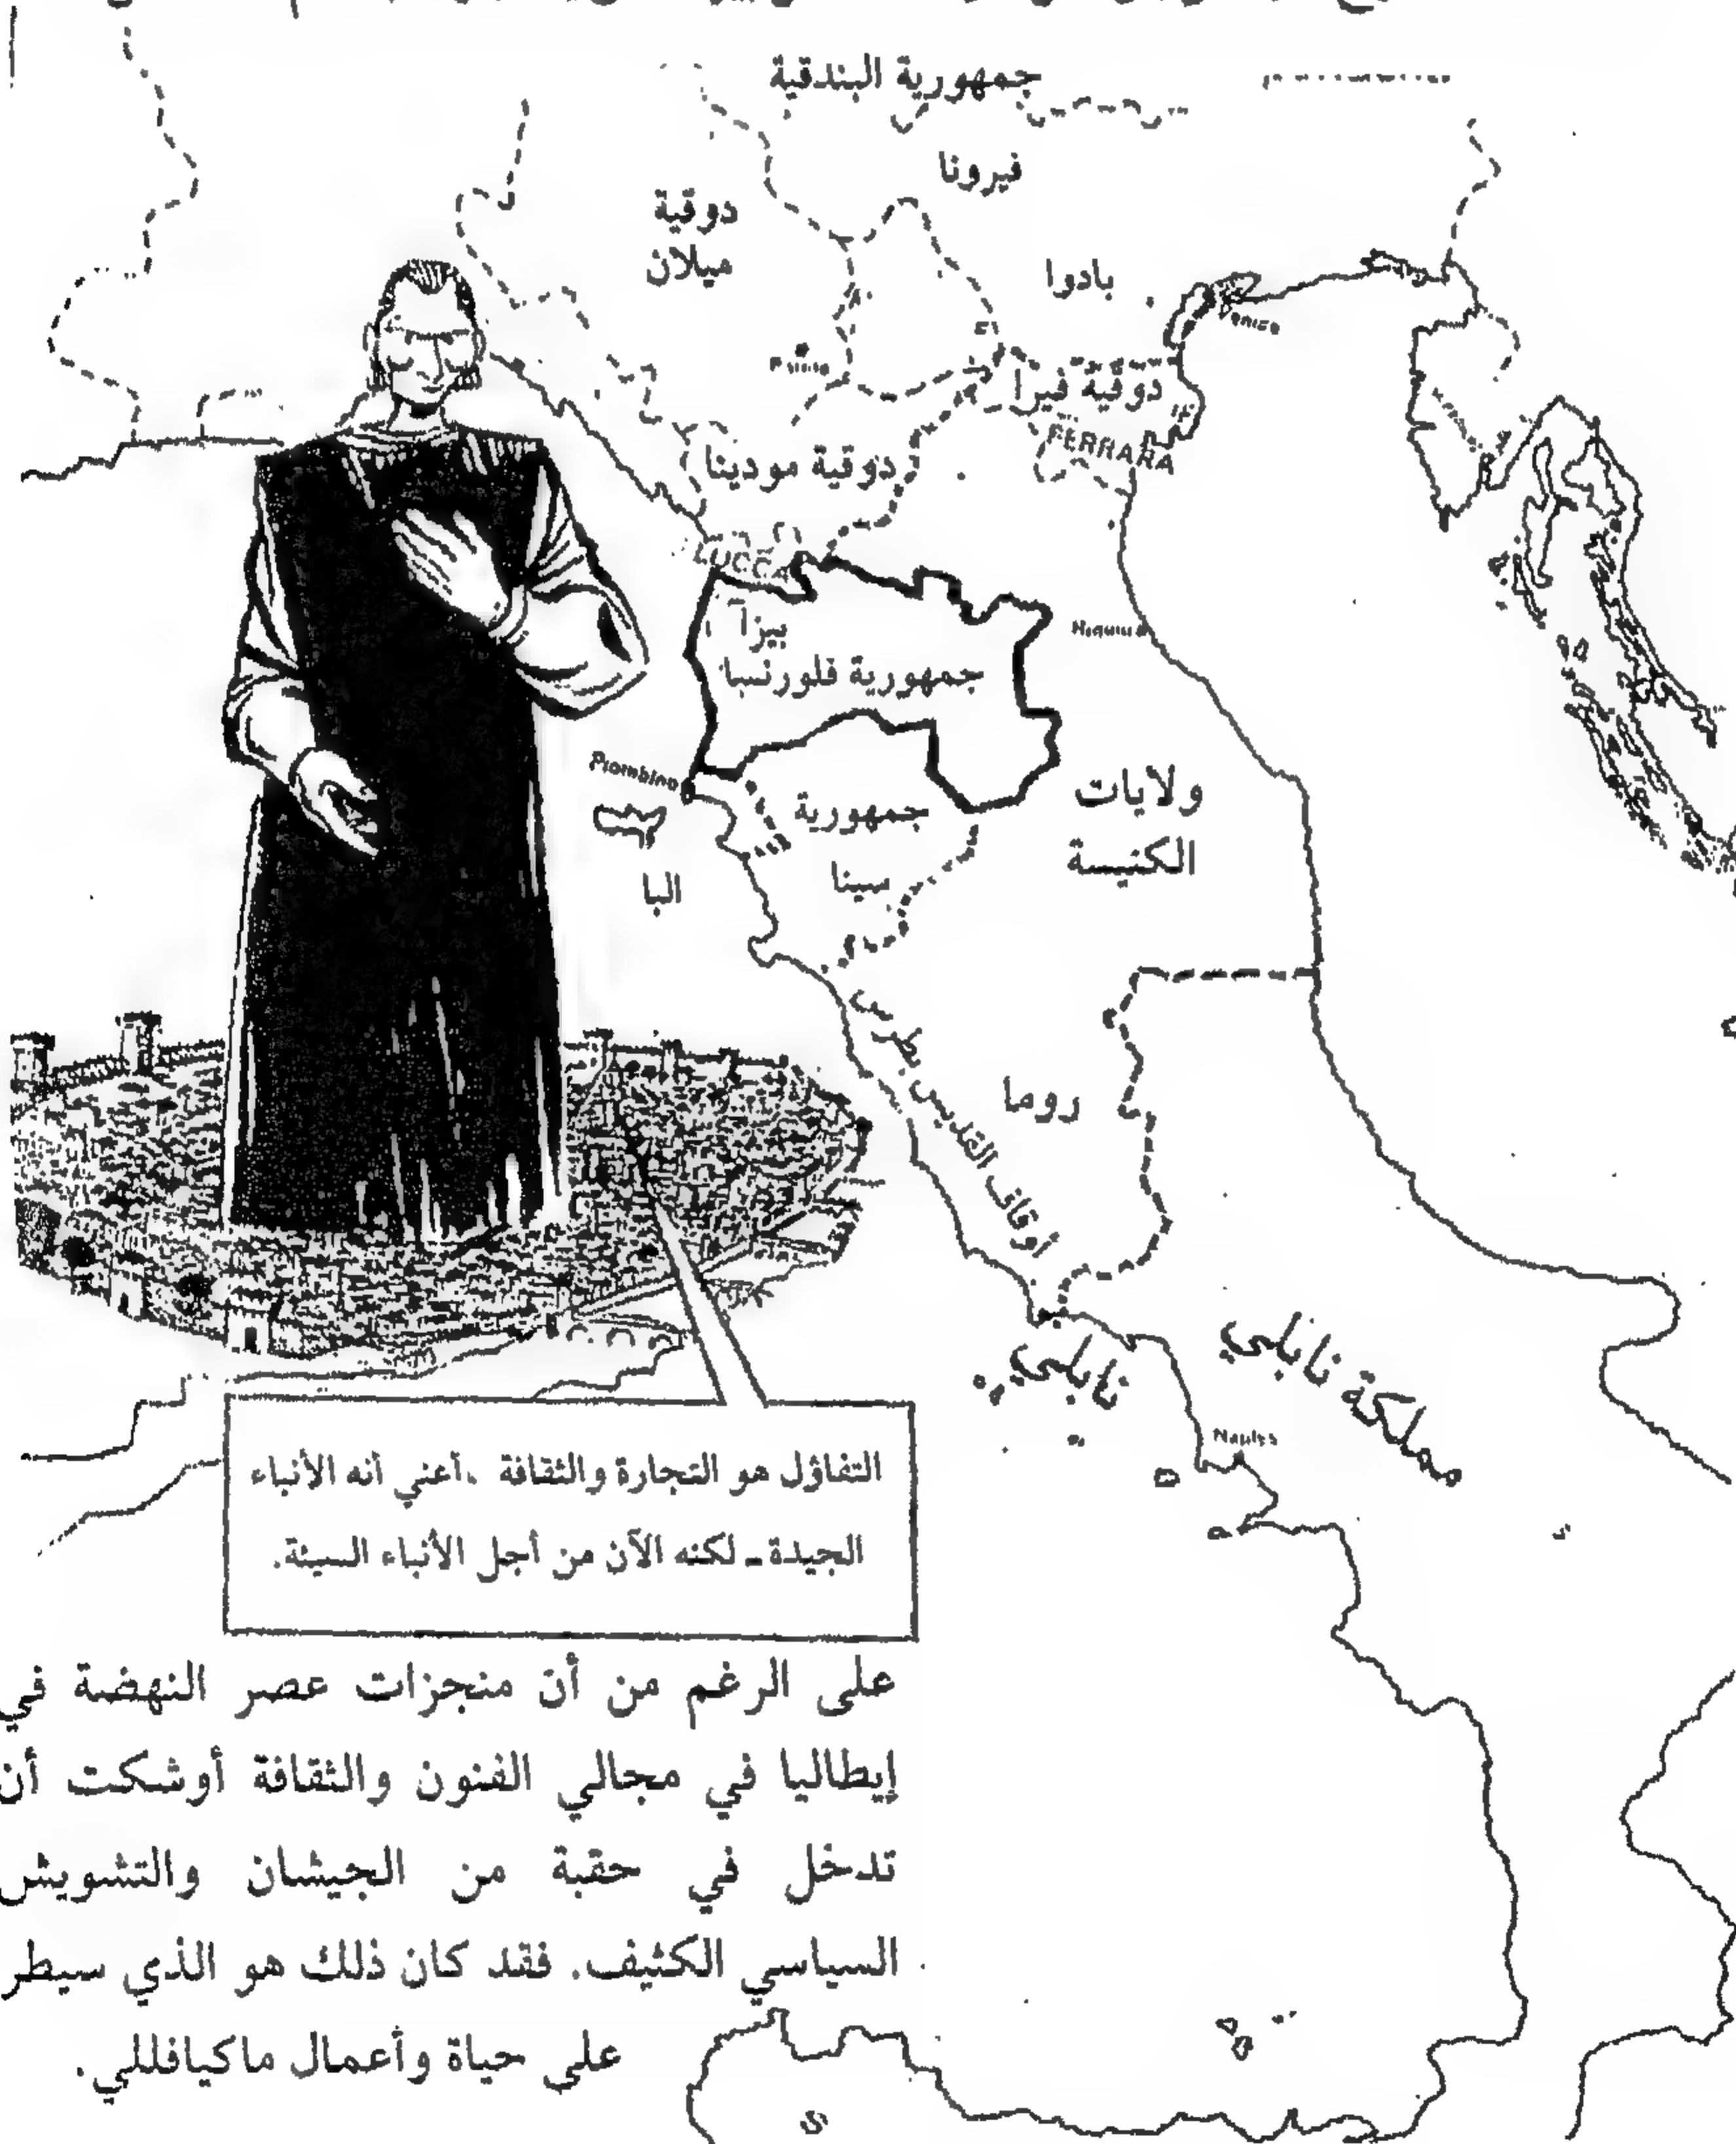 جمهورية البندقية
فيرونا
دوقية
ميلان
بادوا
Venice
دوقية فيرا
FERRARA
دوقية مودينا
LUCCA
بيزا
جمهورية فلورنسا
Piombino
ولايات
الكنيسة
جمهورية
سينا
البا
أوقاف القديس بطرس
روما
نابلي
مملكة نابلي
Naples
التفاؤل هو التجارة والثقافة .أعني أنه الأنباء
الجيدة ـ لكنه الآن من أجل الأنباء السيئة.
على الرغم من أن منجزات عصر النهضة في
إيطاليا في مجالي الفنون والثقافة أوشكت أن
تدخل في حقبة من الجيشان والتشويش
السياسي الكثيف. فقد كان ذلك هو الذي سيطر
على حياة وأعمال ماكيافللي.